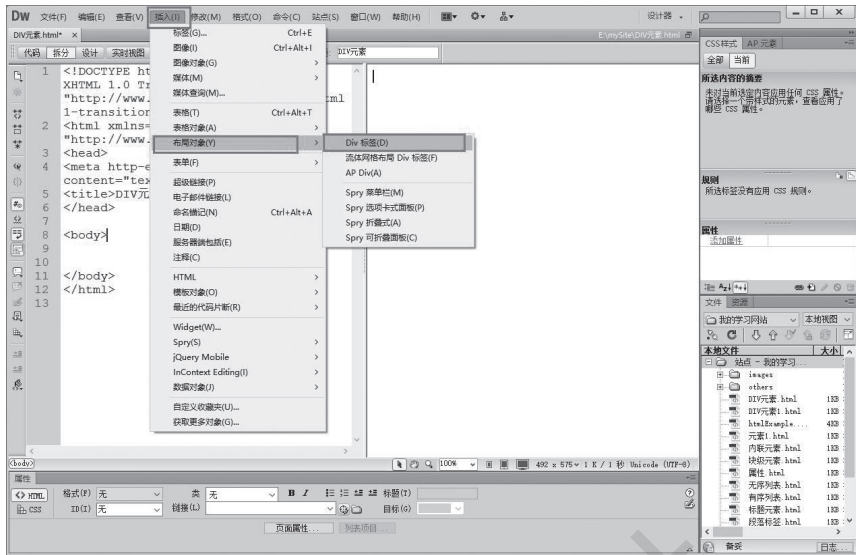 DW 文件(F) 编辑(E) 查看(V) 插入(I) 修改(M) 格式(O) 命令(C) 站点(S) 窗口(W) 帮助(H) 设计器
DIV元素.html* ×
E:\mySite\DIV元素.html
代码 拆分 设计 实时视图 DIV元素
1 <!DOCTYPE ht
XHTML 1.0 Tr
"http://www.
1-transition
2 <html xmlns=
"http://www.
3 <head>
4 <meta http-e
content="tex
5 <title>DIV元
6 </head>
7
8 <body>
9
10
11 </body>
12 </html>
13
标签(G)... Ctrl+E
图像(I) Ctrl+Alt+I
图像对象(G)
媒体(M)
媒体查询(M)...
表格(T) Ctrl+Alt+T
表格对象(A)
布局对象(Y)
表单(F)
超级链接(P)
电子邮件链接(L)
命名锚记(N) Ctrl+Alt+A
日期(D)
服务器端包括(E)
注释(C)
HTML
模板对象(O)
最近的代码片断(R)
Widget(W)...
Spry(S)
jQuery Mobile
InContext Editing(I)
数据对象(J)
自定义收藏夹(U)...
获取更多对象(G)...
Div 标签(D)
流体网格布局 Div 标签(F)
AP Div(A)
Spry 菜单栏(M)
Spry 选项卡式面板(P)
Spry 折叠式(A)
Spry 可折叠面板(C)
CSS样式 AP 元素
全部 当前
所选内容的摘要
未对当前选定内容应用任何 CSS 属性。
请选择一个带样式的元素，查看应用了
哪些 CSS 属性。
规则
所选标签没有应用 CSS 规则。
属性
添加属性
文件 资源
我的学习网站 本地视图
本地文件 大小
站点 - 我的学习...
images
others
DIV元素.html 1KB
DIV元素1.html 1KB
htmlExample.... 4KB
元素1.html 1KB
内联元素.html 1KB
块级元素.html 1KB
属性.html 1KB
无序列表.html 1KB
有序列表.html 1KB
标题元素.html 1KB
段落标签.html 1KB
备妥 日志...
<body> 100% 492 x 575 1 K / 1 秒 Unicode (UTF-8)
属性
<> HTML 格式(F) 无 类 无 B I 标题(T)
CSS ID(I) 无 链接(L) 目标(G)
页面属性... 列表项目...